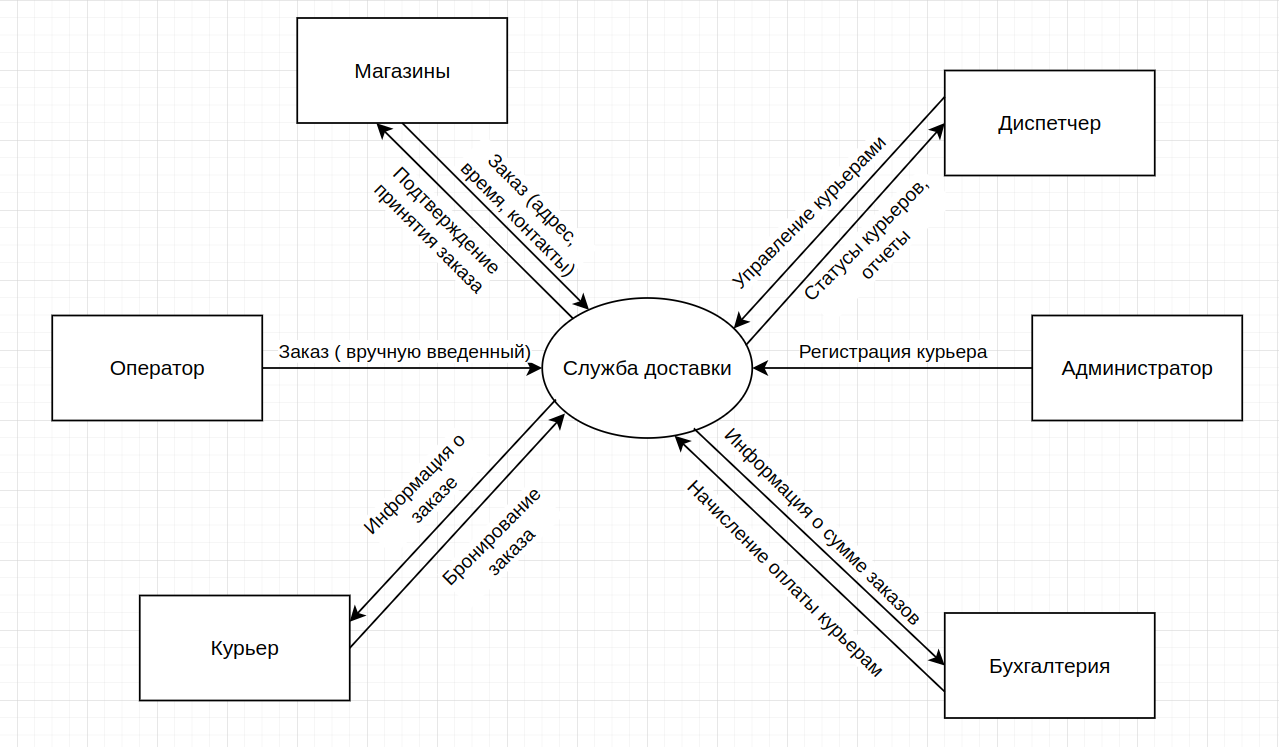 Магазины
Диспетчер
Заказ (адрес,
время, контакты)
Подтверждение
принятия заказа
Управление курьерами
Статусы курьеров,
отчеты
Оператор
Заказ ( вручную введенный)
Служба доставки
Регистрация курьера
Администратор
Информация о
заказе
Бронирование
заказа
Информация о сумме заказов
Начисление оплаты курьерам
Курьер
Бухгалтерия